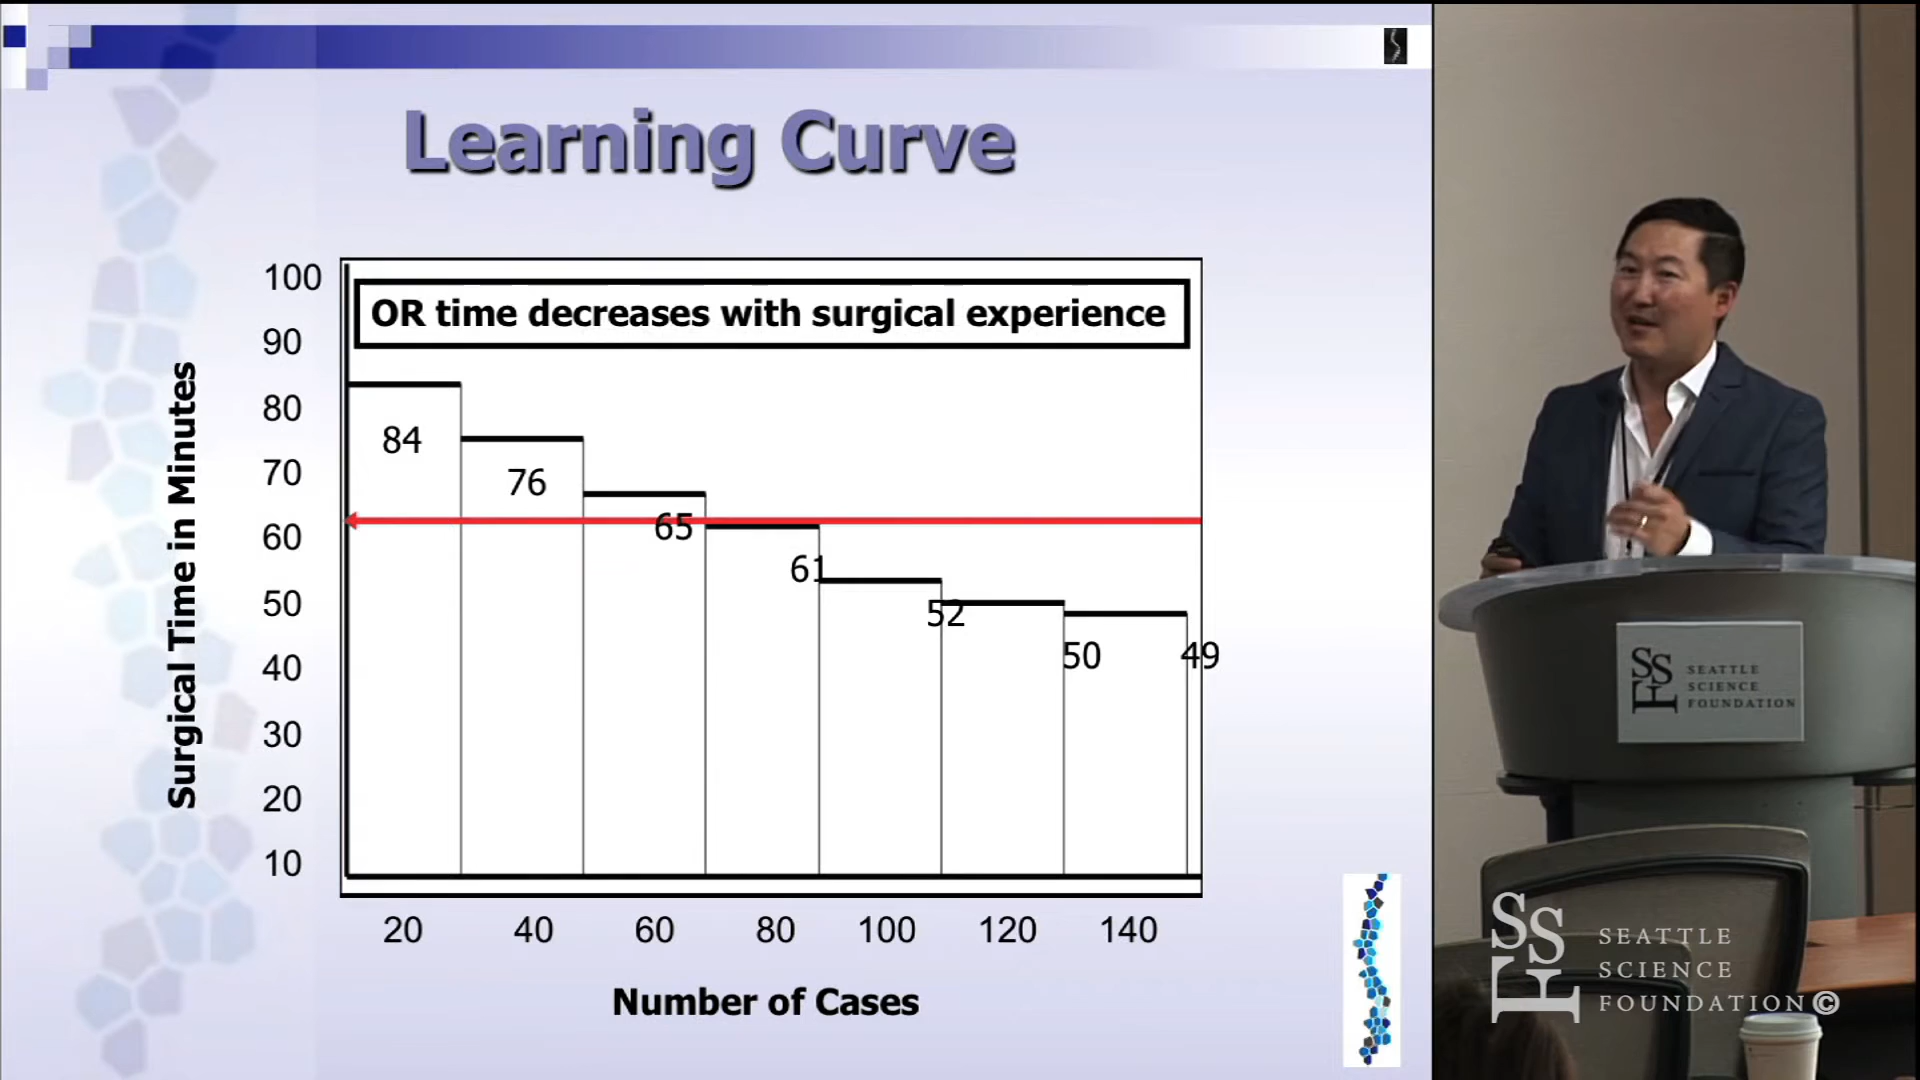 Learning Curve
OR time decreases with surgical experience
Surgical Time in Minutes
100
90
80
70
60
50
40
30
20
10
84
76
65
61
52
50
49
20 40 60 80 100 120 140
Number of Cases
SSF
SEATTLE
SCIENCE
FOUNDATION
SSF
SEATTLE
SCIENCE
FOUNDATION©